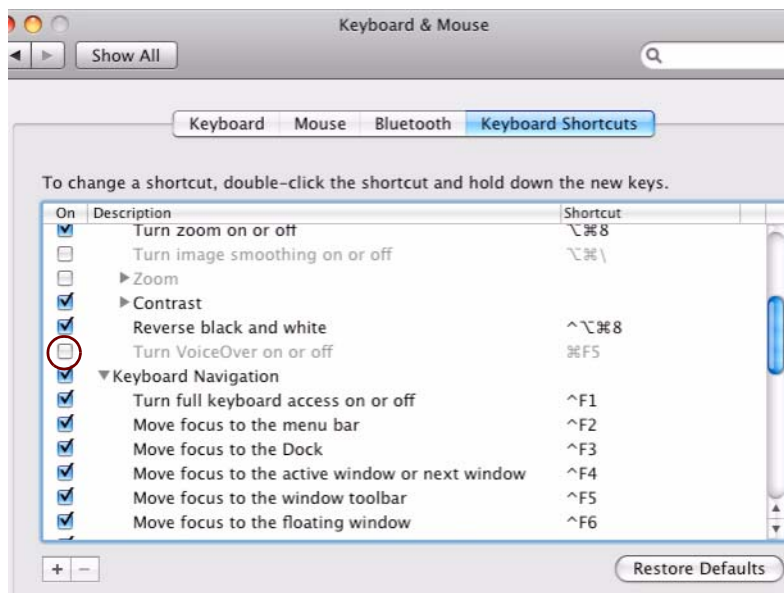 Keyboard & Mouse
Show All
Keyboard Mouse Bluetooth Keyboard Shortcuts
To change a shortcut, double-click the shortcut and hold down the new keys.
On Description Shortcut
Turn zoom on or off ⌥⌘8
Turn image smoothing on or off ⌥⌘\
Zoom
Contrast
Reverse black and white ^⌥⌘8
Turn VoiceOver on or off ⌘F5
Keyboard Navigation
Turn full keyboard access on or off ^F1
Move focus to the menu bar ^F2
Move focus to the Dock ^F3
Move focus to the active window or next window ^F4
Move focus to the window toolbar ^F5
Move focus to the floating window ^F6
+ −
Restore Defaults